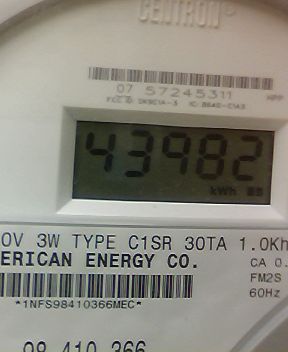 CENTRON®
07 57245311
43982
kWh
0V 3W TYPE C1SR 30TA 1.0Kh
ERICAN ENERGY CO.
CA 0.
FM2S
60Hz
*1NFS98410366MEC*
98 410 366